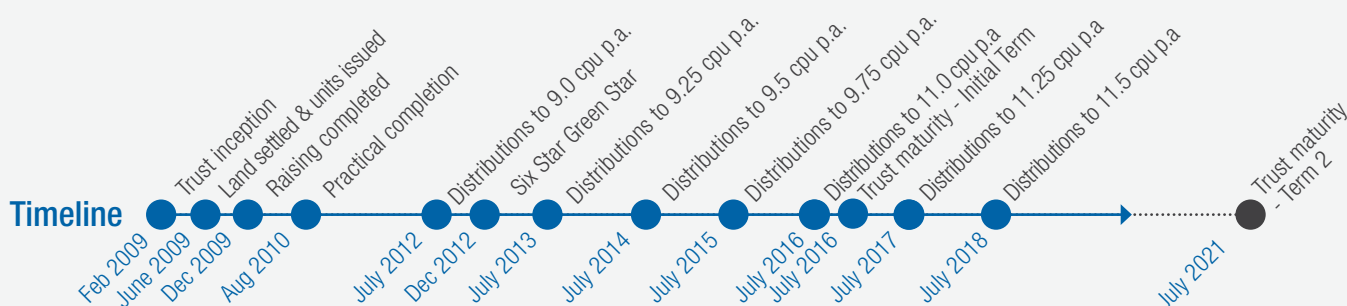 Timeline
Trust inception
Land settled & units issued
Raising completed
Practical completion
Distributions to 9.0 cpu p.a.
Six Star Green Star
Distributions to 9.25 cpu p.a.
Distributions to 9.5 cpu p.a.
Distributions to 9.75 cpu p.a.
Distributions to 11.0 cpu p.a
Trust maturity - Initial Term
Distributions to 11.25 cpu p.a
Distributions to 11.5 cpu p.a
Trust maturity
- Term 2
Feb 2009
June 2009
Dec 2009
Aug 2010
July 2012
Dec 2012
July 2013
July 2014
July 2015
July 2016
July 2016
July 2017
July 2018
July 2021